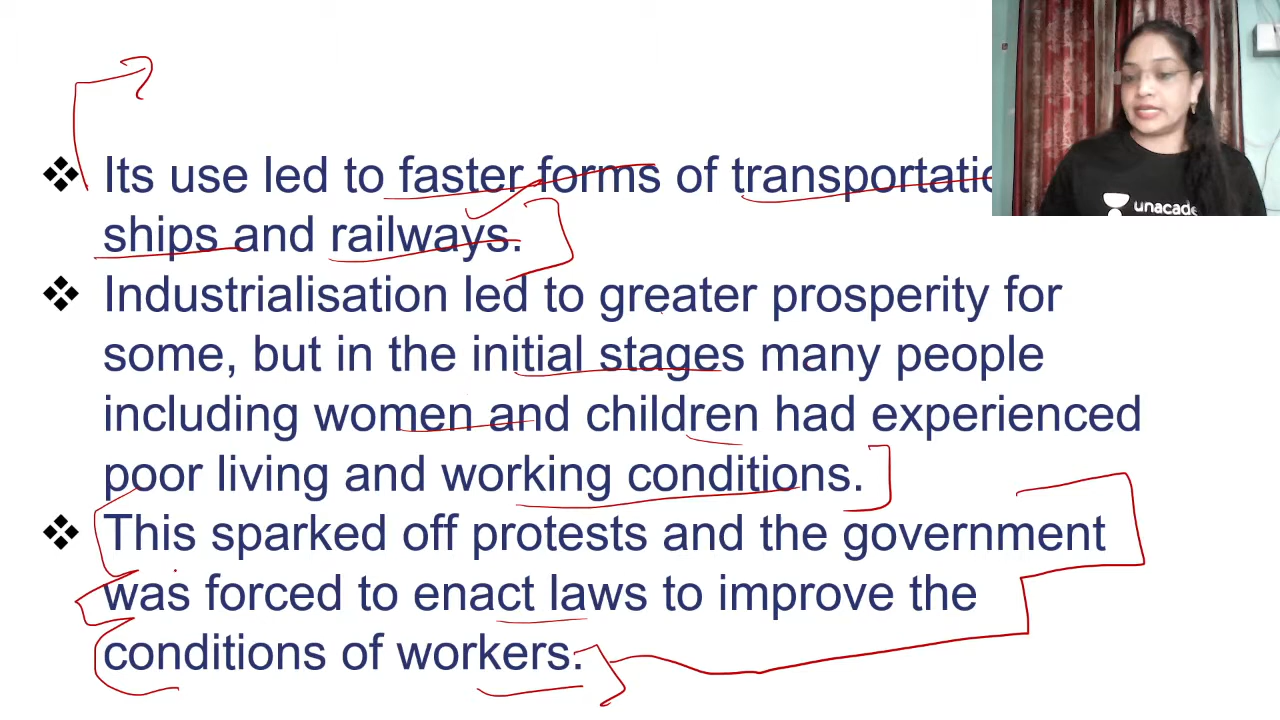 ❖ Its use led to faster forms of
ships and railways.
❖ Industrialisation led to greater prosperity for
some, but in the initial stages many people
including women and children had experienced
poor living and working conditions.
❖ This sparked off protests and the government
was forced to enact laws to improve the
conditions of workers.